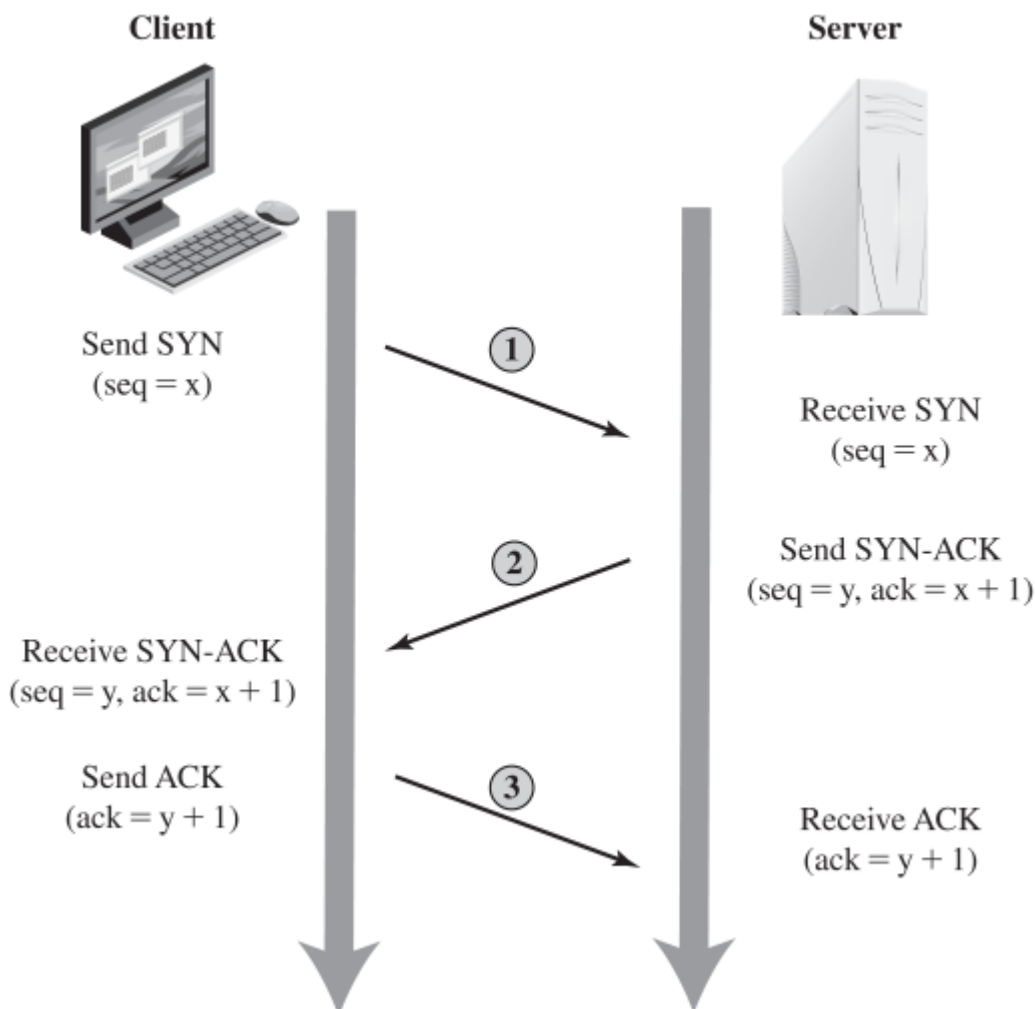 Client
Server
Send SYN
(seq = x)
1
Receive SYN
(seq = x)
Send SYN-ACK
(seq = y, ack = x + 1)
2
Receive SYN-ACK
(seq = y, ack = x + 1)
Send ACK
(ack = y + 1)
3
Receive ACK
(ack = y + 1)